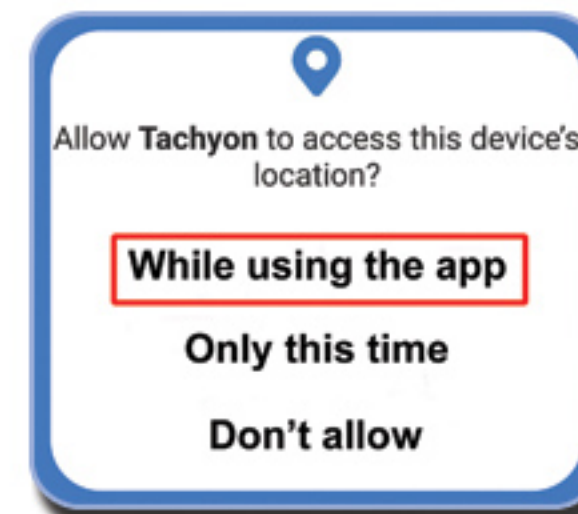 Allow Tachyon to access this device's
location?
While using the app
Only this time
Don't allow